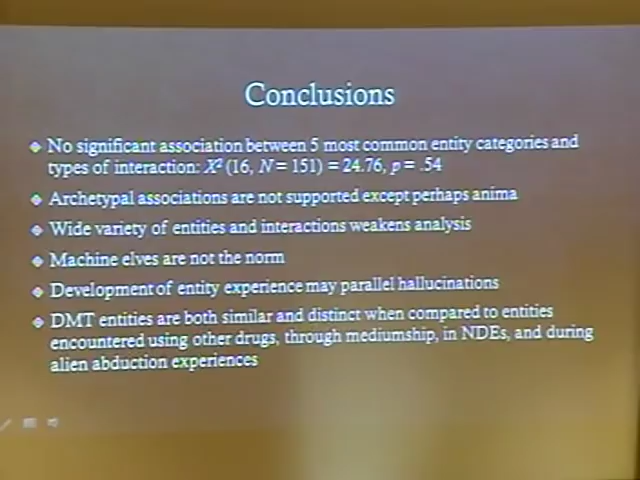 Conclusions
No significant association between 5 most common entity categories and
types of interaction: X² (16, N = 151) = 24.76, p = .54
Archetypal associations are not supported except perhaps anima
Wide variety of entities and interactions weakens analysis
Machine elves are not the norm
Development of entity experience may parallel hallucinations
DMT entities are both similar and distinct when compared to entities
encountered using other drugs, through mediumship, in NDEs, and during
alien abduction experiences